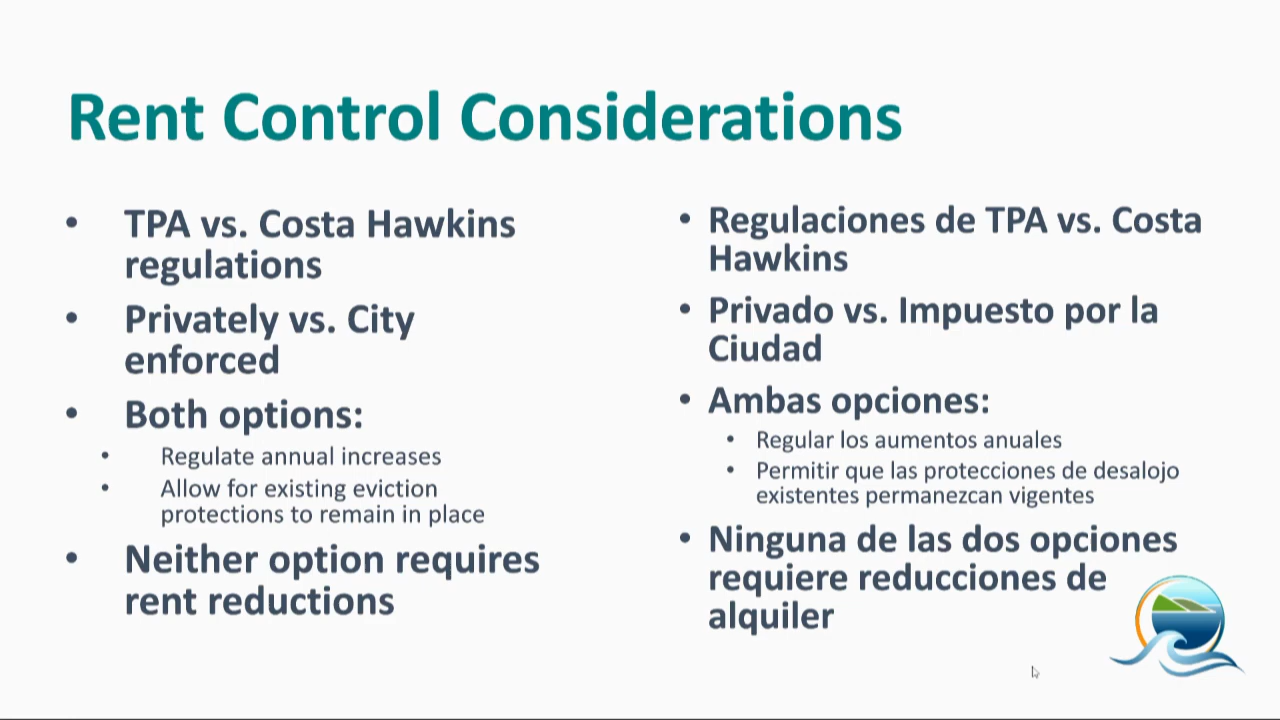 Rent Control Considerations
• TPA vs. Costa Hawkins
regulations
• Privately vs. City
enforced
• Both options:
• Regulate annual increases
• Allow for existing eviction
protections to remain in place
• Neither option requires
rent reductions
• Regulaciones de TPA vs. Costa
Hawkins
• Privado vs. Impuesto por la
Ciudad
• Ambas opciones:
• Regular los aumentos anuales
• Permitir que las protecciones de desalojo
existentes permanezcan vigentes
• Ninguna de las dos opciones
requiere reducciones de
alquiler